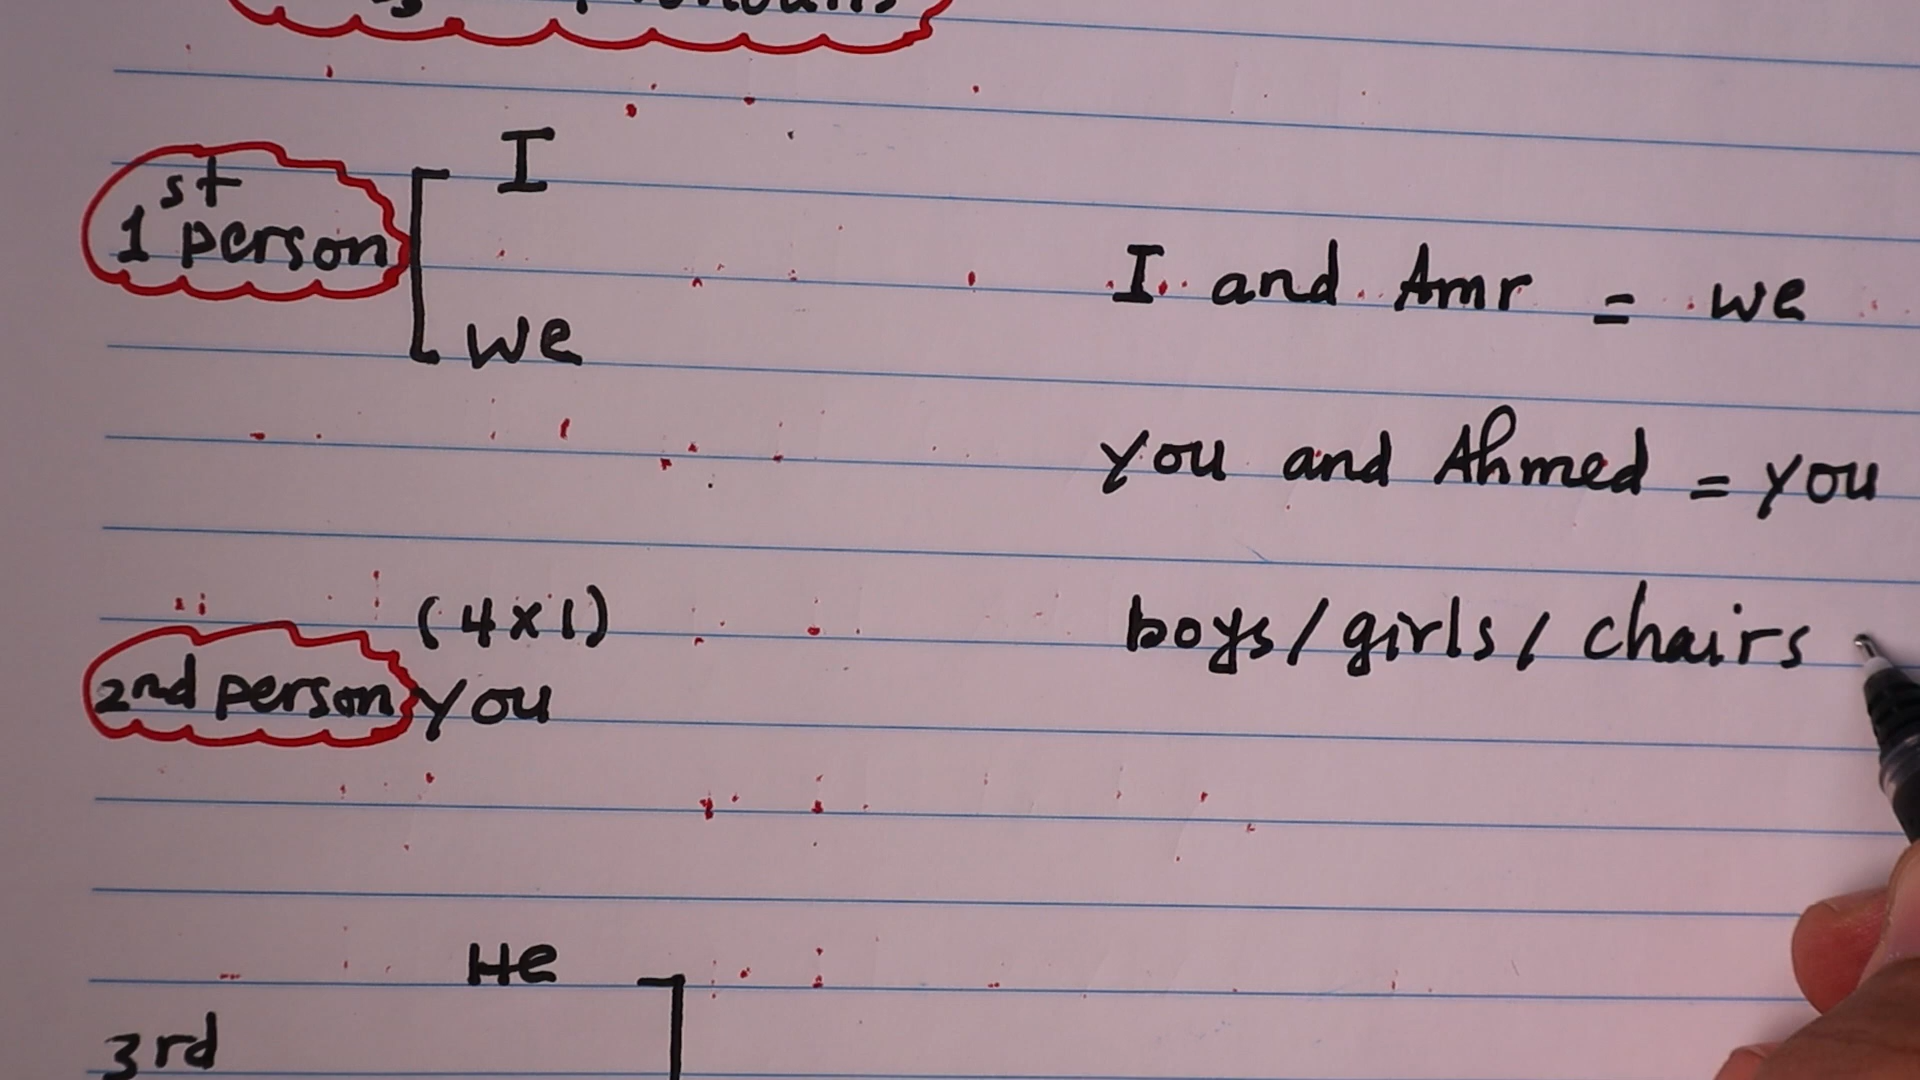 I
1st person
I and Amr = we
we
you and Ahmed = you
(4x1)
boys / girls / chairs
2nd person you
He
3rd